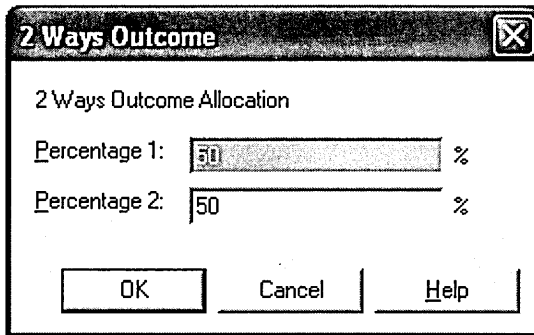 2 Ways Outcome
2 Ways Outcome Allocation
Percentage 1: 50 %
Percentage 2: 50 %
OK Cancel Help